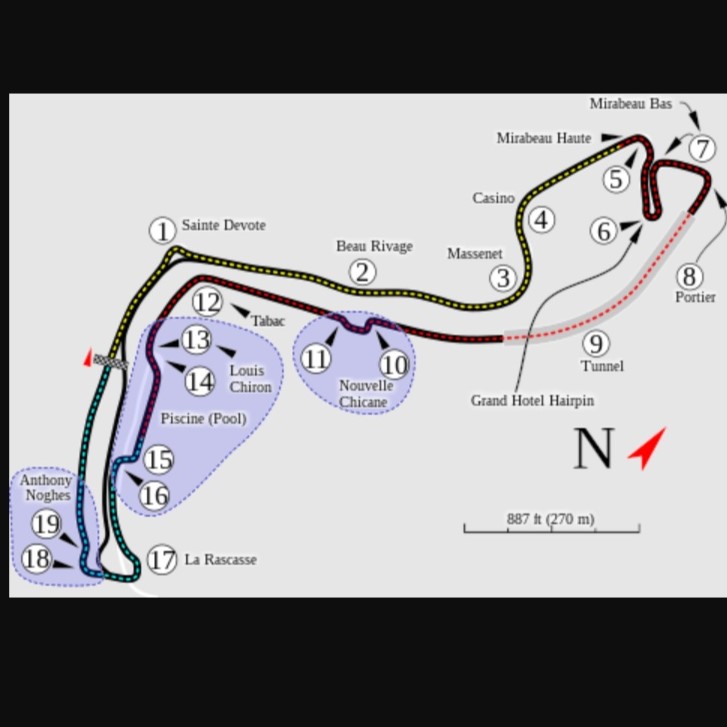 Mirabeau Bas
Mirabeau Haute
7
5
Casino
4
6
1
Sainte Devote
Beau Rivage
2
Massenet
3
8
Portier
12
Tabac
13
Louis
Chiron
14
11
10
Nouvelle
Chicane
9
Tunnel
Grand Hotel Hairpin
Piscine (Pool)
N
15
16
Anthony
Noghes
19
18
17
La Rascasse
887 ft (270 m)